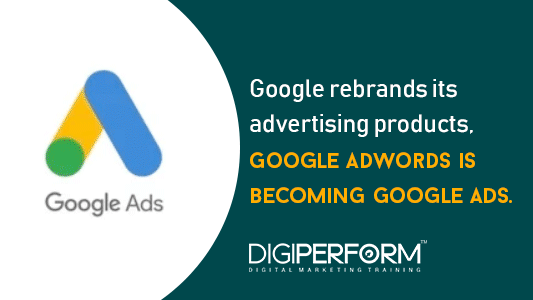 Google Ads
Google rebrands its
advertising products,
GOOGLE ADWORDS IS
BECOMING GOOGLE ADS.
DIGIPERFORM™
DIGITAL MARKETING TRAINING